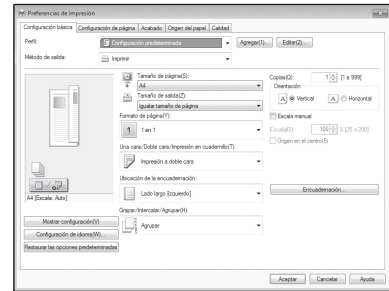 Preferencias de impresión
Configuración básica Configuración de página Acabado Origen del papel Calidad
Perfil: Configuración predeterminada Agregar(1)... Editar(2)...
Método de salida: Imprimir
Tamaño de página(S):
A4
Tamaño de salida(Z):
Igualar tamaño de página
Copias(Q): 1 [1 a 999]
Orientación
A Vertical A Horizontal
Formato de página(Y):
1 1 en 1
Escala manual
Escala(G): 100 % [25 a 200]
Origen en el centro(5)
Una cara/Doble cara/Impresión en cuadernillo(T):
Impresión a doble cara
Ubicación de la encuadernación:
Lado largo [izquierdo]
Encuadernación...
Grapar/Intercalar/Agrupar(H):
Agrupar
A4 [Escala: Auto]
Mostrar configuración(V)
Configuración de idioma(W)...
Restaurar las opciones predeterminadas
Aceptar Cancelar Ayuda